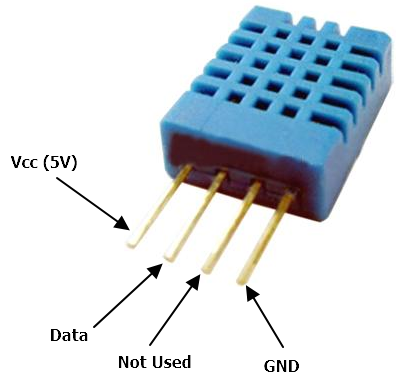 Vcc (5V)
Data
Not Used
GND